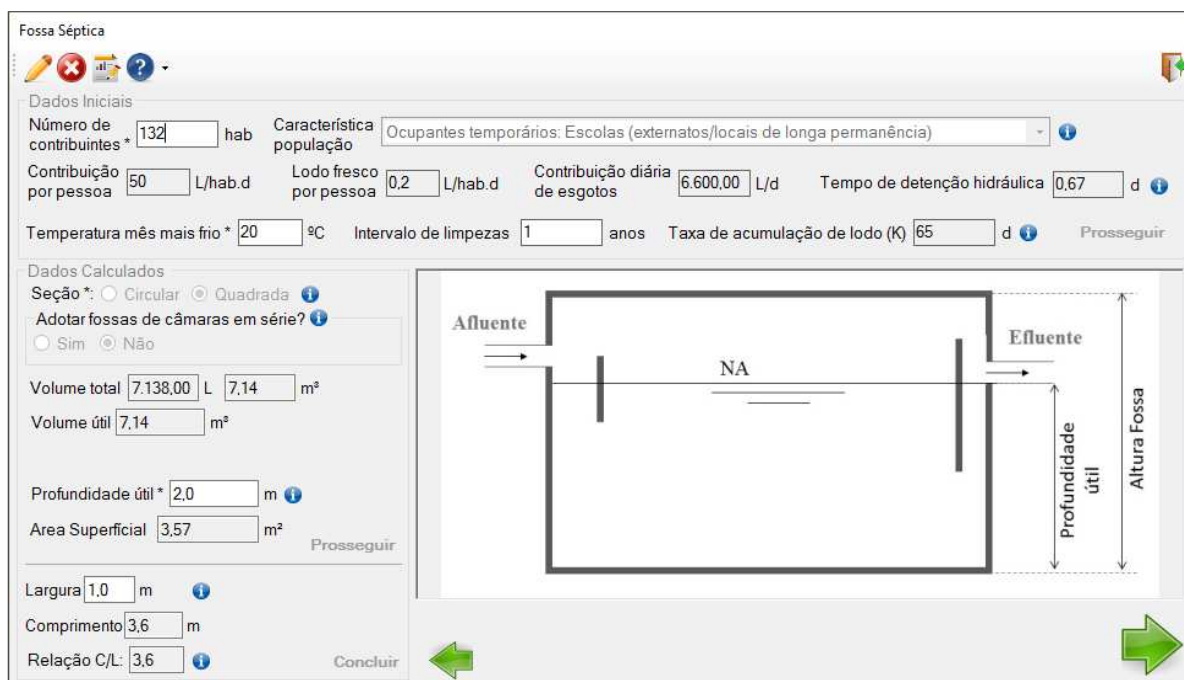 Fossa Séptica
Dados Iniciais
Número de contribuintes * 132 hab Característica população Ocupantes temporários: Escolas (externatos/locais de longa permanência)
Contribuição por pessoa 50 L/hab.d Lodo fresco por pessoa 0,2 L/hab.d Contribuição diária de esgotos 6.600,00 L/d Tempo de detenção hidráulica 0,67 d
Temperatura mês mais frio * 20 ºC Intervalo de limpezas 1 anos Taxa de acumulação de lodo (K) 65 d Prosseguir
Dados Calculados
Seção *: Circular Quadrada
Adotar fossas de câmaras em série?
Sim Não
Volume total 7.138,00 L 7,14 m³
Volume útil 7,14 m³
Profundidade útil * 2,0 m
Area Superficial 3,57 m²
Prosseguir
Largura 1,0 m
Comprimento 3,6 m
Relação C/L: 3,6 Concluir
Afluente
Efluente
NA
Profundidade útil
Altura Fossa